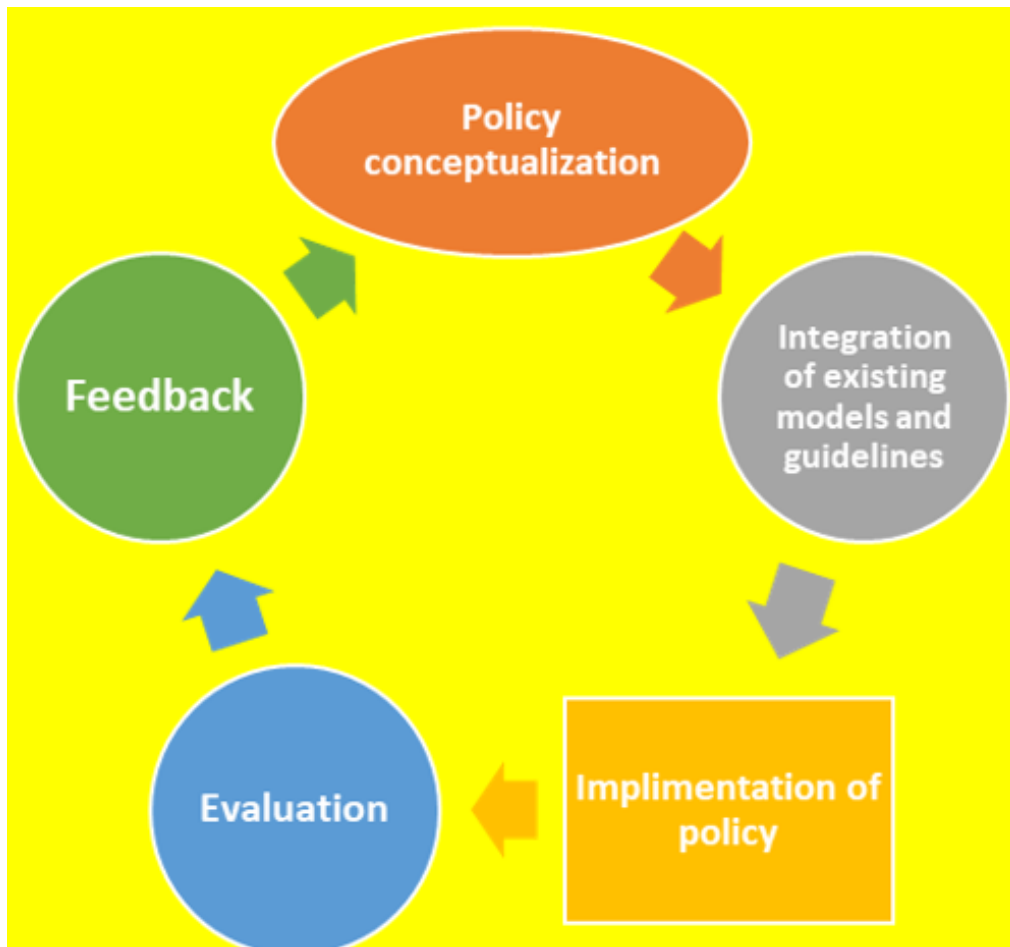 Policy
conceptualization
Integration
of existing
models and
guidelines
Implimentation of
policy
Evaluation
Feedback